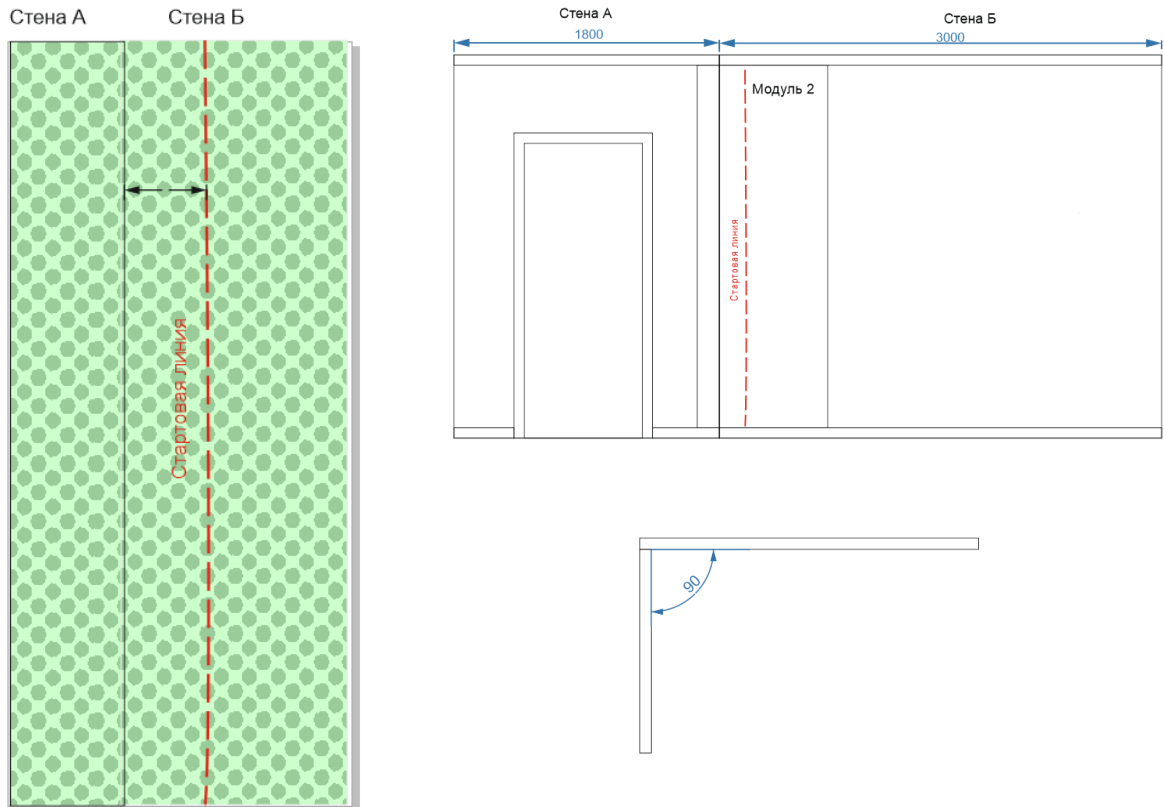 Стена А
Стена Б
Стартовая линия
Стена А
Стена Б
1800
3000
Модуль 2
Стартовая линия
90